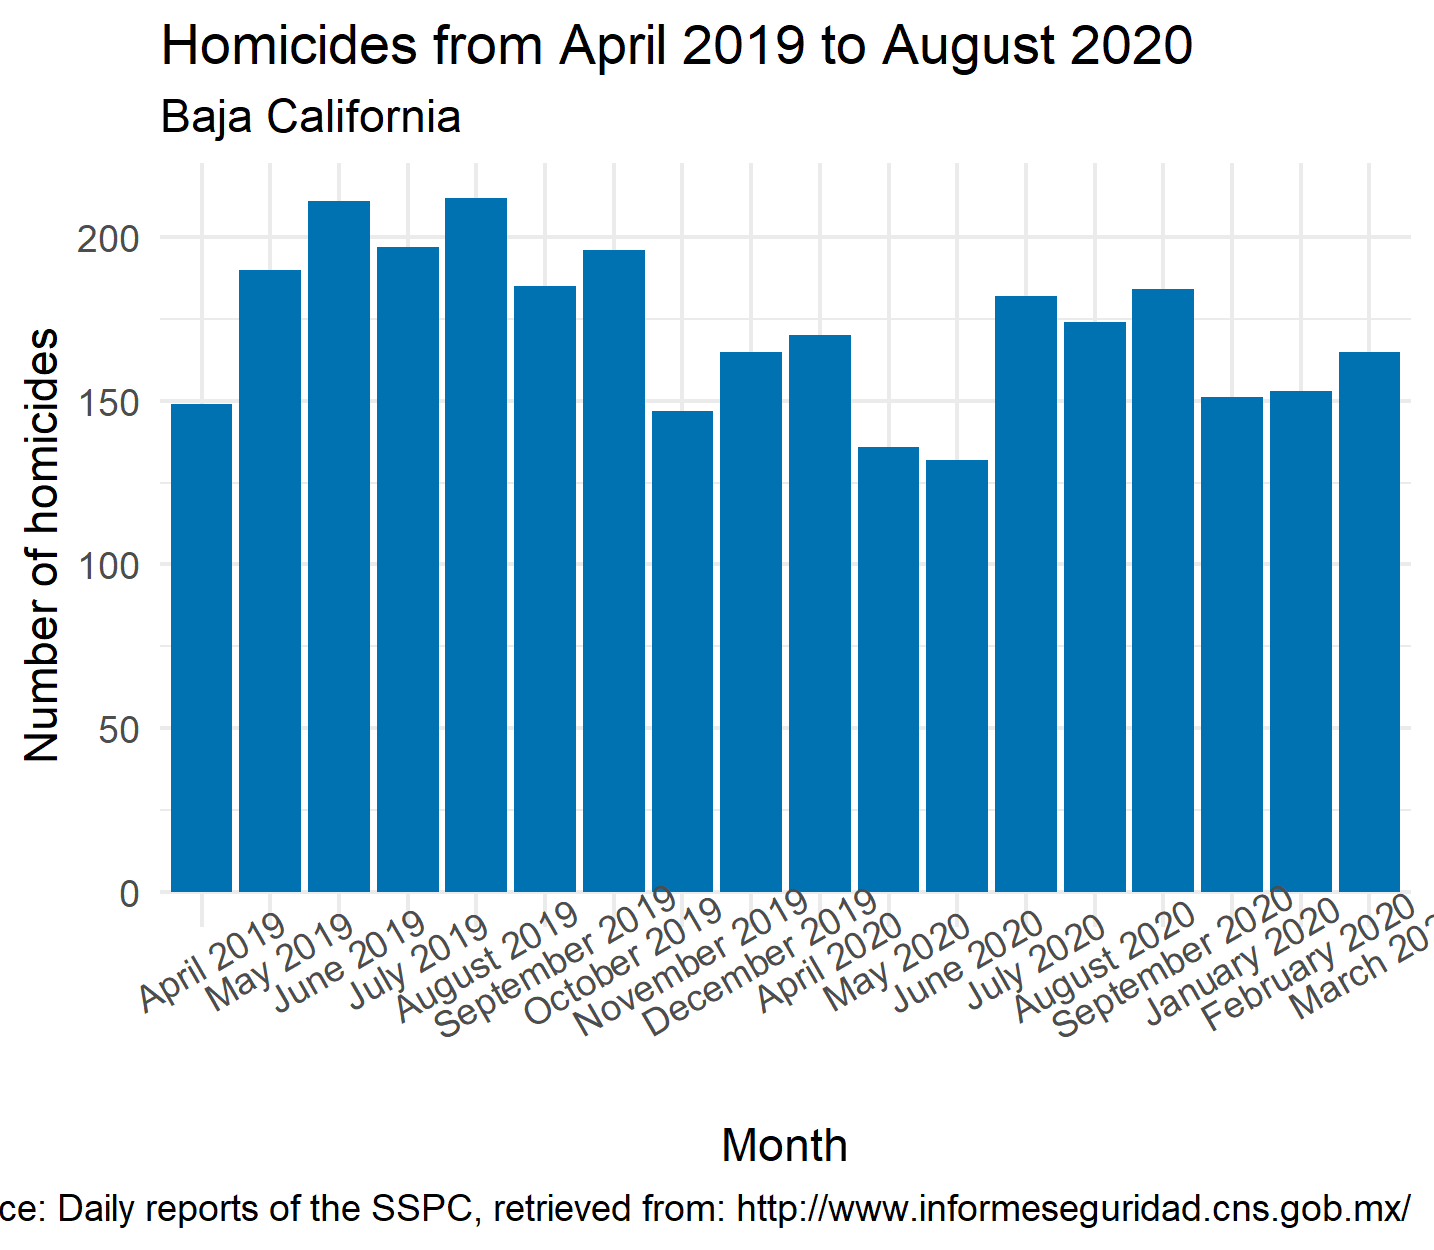 Homicides from April 2019 to August 2020
Baja California
Number of homicides
200
150
100
50
0
April 2019
May 2019
June 2019
July 2019
August 2019
September 2019
October 2019
November 2019
December 2019
April 2020
May 2020
June 2020
July 2020
August 2020
September 2020
January 2020
February 2020
March 202
Month
ce: Daily reports of the SSPC, retrieved from: http://www.informeseguridad.cns.gob.mx/